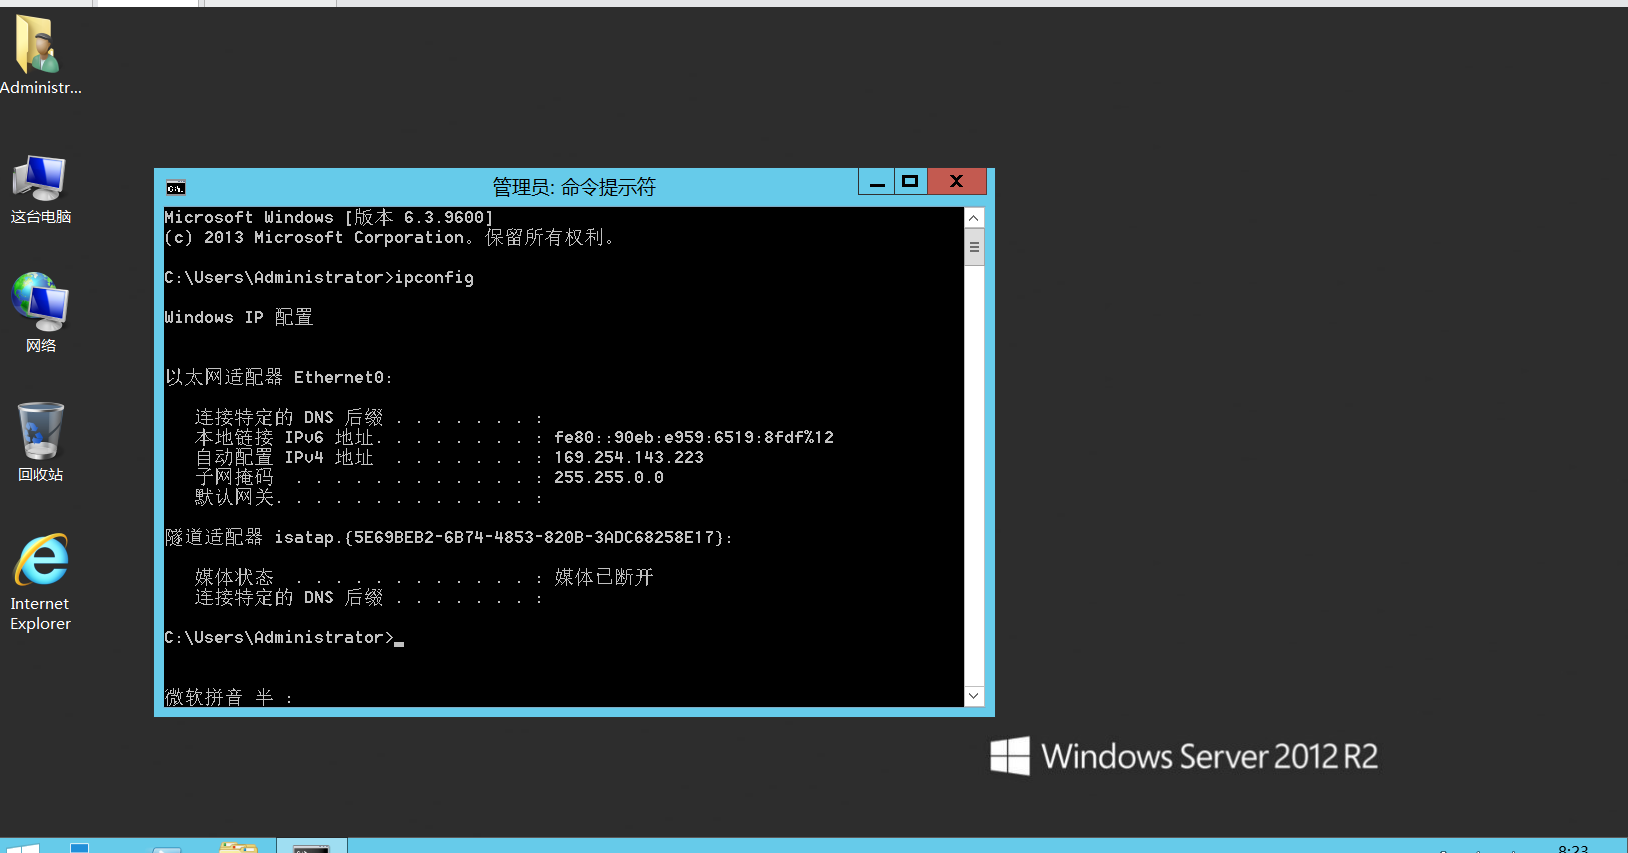 Administr...
这台电脑
网络
回收站
Internet
Explorer
管理员: 命令提示符
Microsoft Windows [版本 6.3.9600]
(c) 2013 Microsoft Corporation。保留所有权利。
C:\Users\Administrator>ipconfig
Windows IP 配置
以太网适配器 Ethernet0:
连接特定的 DNS 后缀 . . . . . . . :
本地链接 IPv6 地址. . . . . . . . : fe80::90eb:e959:6519:8fdf%12
自动配置 IPv4 地址 . . . . . . . : 169.254.143.223
子网掩码 . . . . . . . . . . . . : 255.255.0.0
默认网关. . . . . . . . . . . . . :
隧道适配器 isatap.{5E69BEB2-6B74-4853-820B-3ADC68258E17}:
媒体状态 . . . . . . . . . . . . : 媒体已断开
连接特定的 DNS 后缀 . . . . . . . :
C:\Users\Administrator>_
微软拼音 半 :
Windows Server 2012 R2
8:23